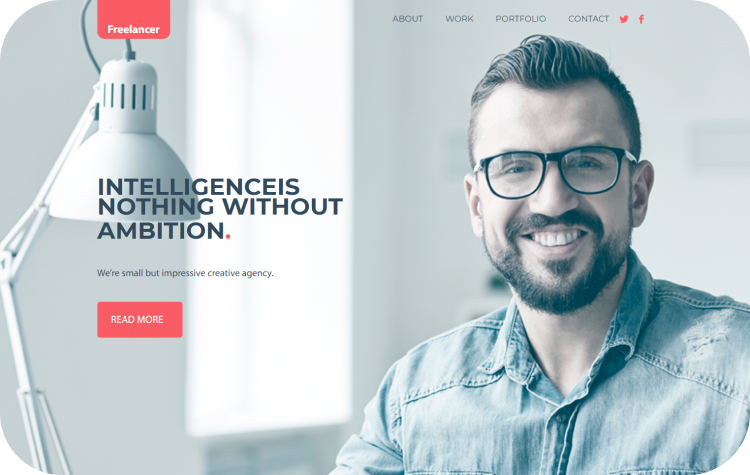 Freelancer
ABOUT WORK PORTFOLIO CONTACT
INTELLIGENCEIS
NOTHING WITHOUT
AMBITION.
We're small but impressive creative agency.
READ MORE